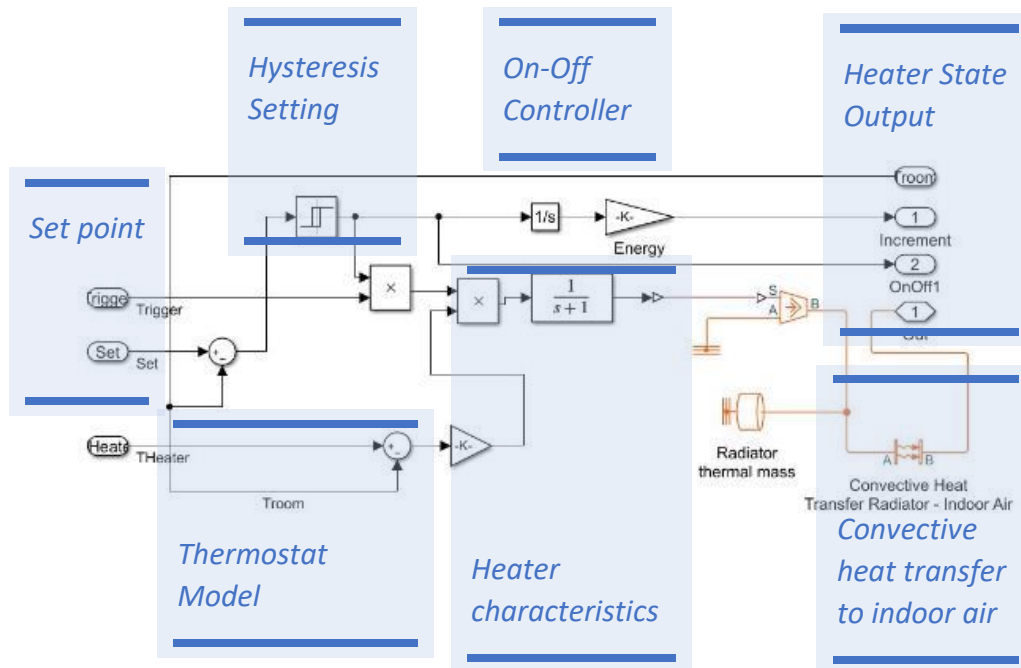 Hysteresis
Setting
On-Off
Controller
Heater State
Output
Set point
Troom
1/s
-K-
Energy
1
Increment
2
OnOff1
1
Out
Trigge
Trigger
×
×
1
s + 1
S
A
B
Set
Set
+
-
Heate
THeater
+
-
-K-
Troom
Radiator
thermal mass
A
B
Convective Heat
Transfer Radiator - Indoor Air
Thermostat
Model
Heater
characteristics
Convective
heat transfer
to indoor air